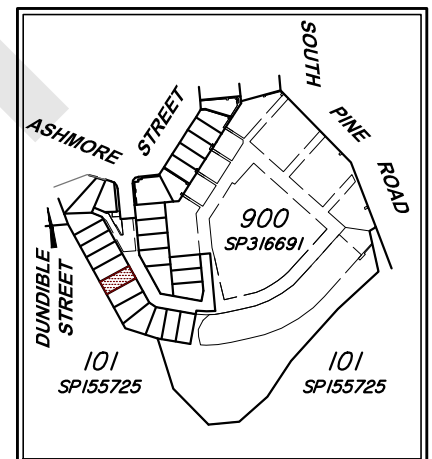 SOUTH
PINE
ROAD
ASHMORE
STREET
900
SP316691
DUNDIBLE
STREET
101
SP155725
101
SP155725